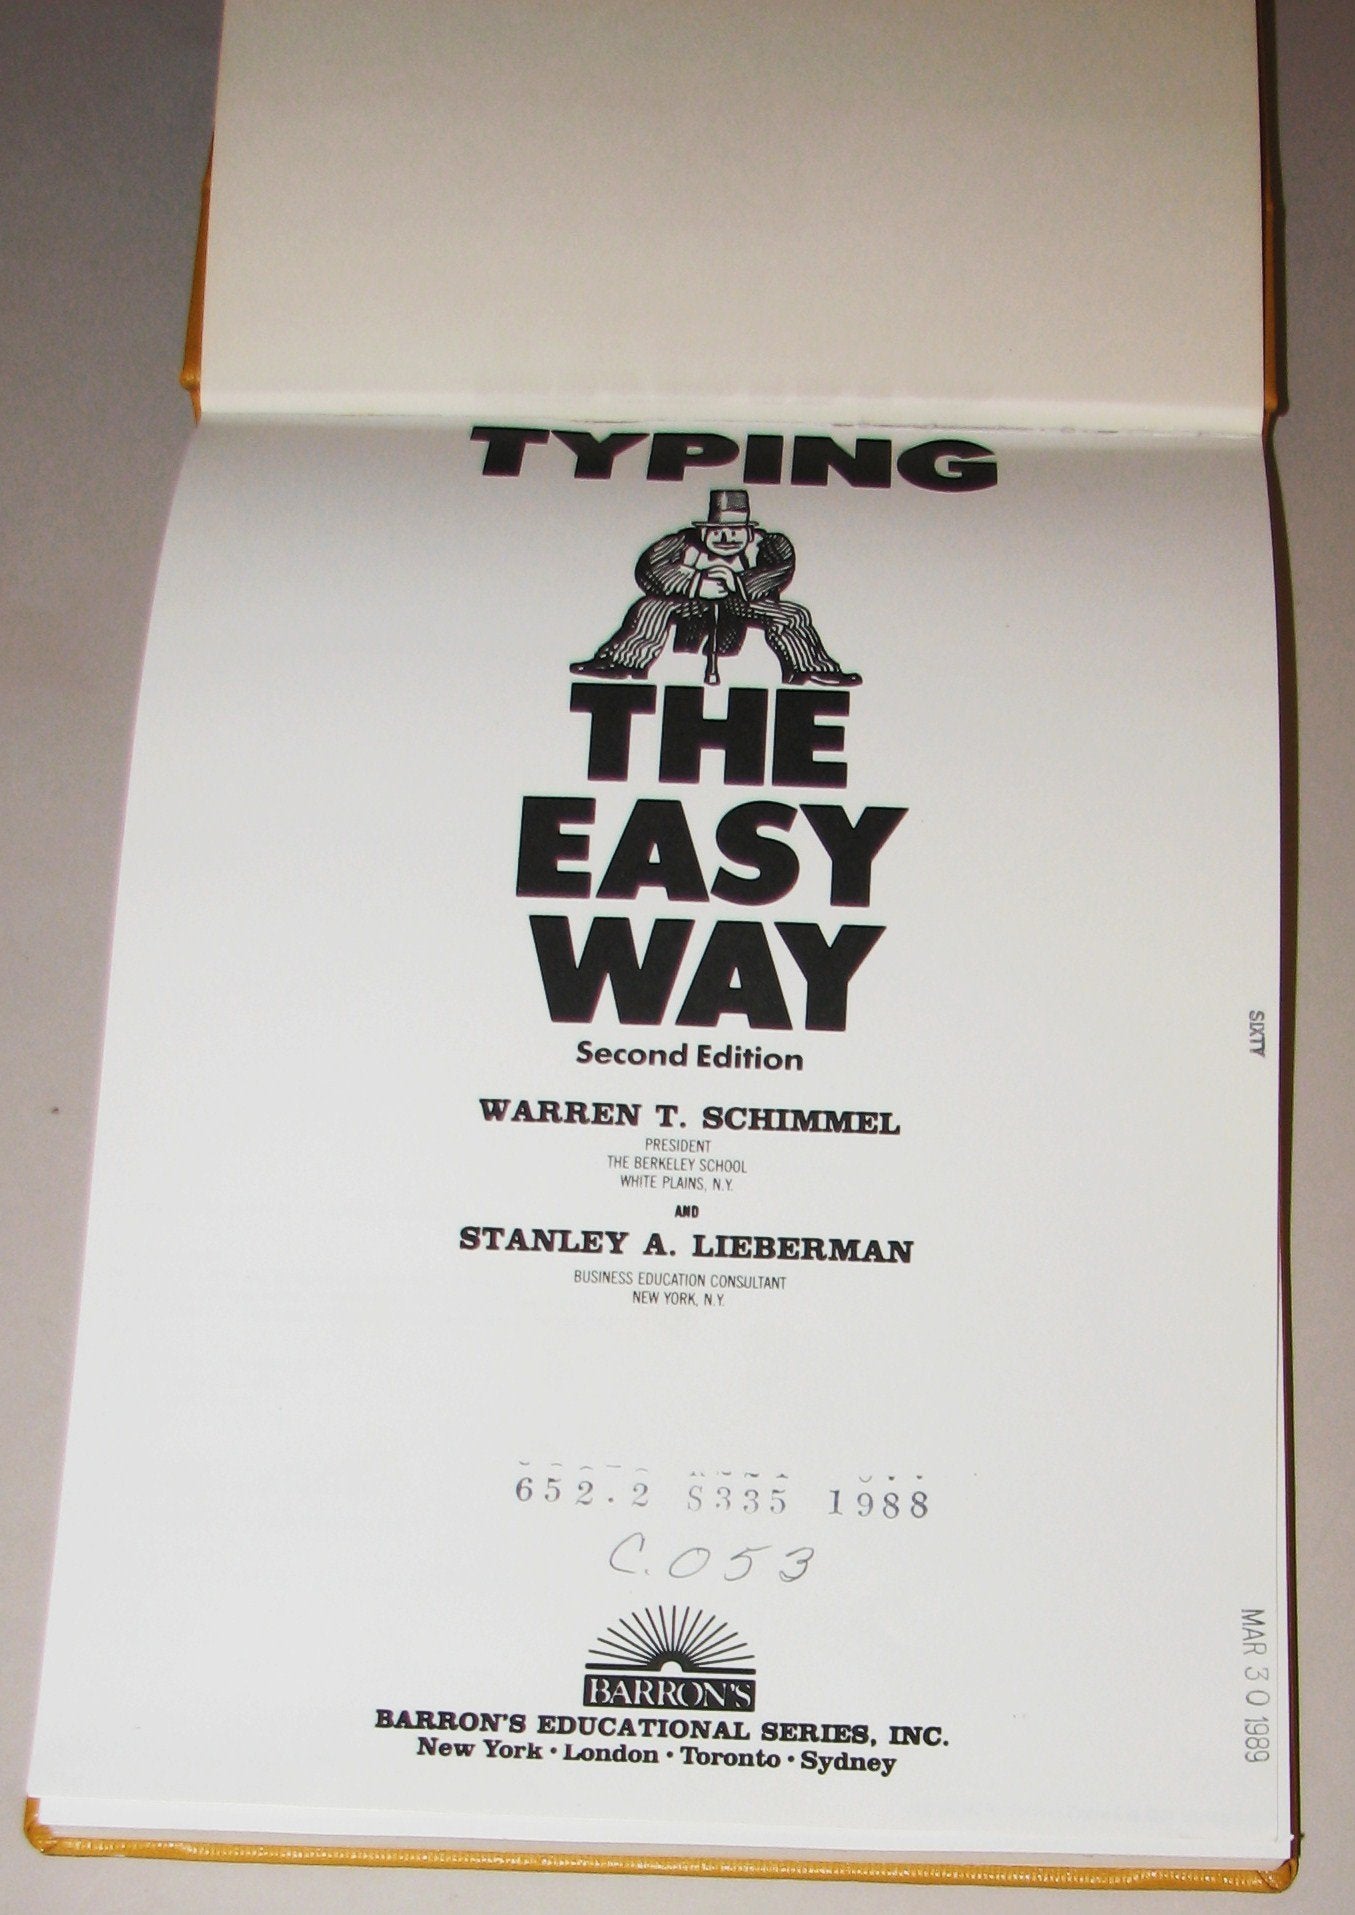 TYPING
THE
EASY
WAY
Second Edition
WARREN T. SCHIMMEL
PRESIDENT
THE BERKELEY SCHOOL
WHITE PLAINS, N.Y.
AND
STANLEY A. LIEBERMAN
BUSINESS EDUCATION CONSULTANT
NEW YORK, N.Y.
652.2 S335 1988
C.053
BARRON'S
BARRON'S EDUCATIONAL SERIES, INC.
New York • London • Toronto • Sydney
SIXTY
MAR 30 1989